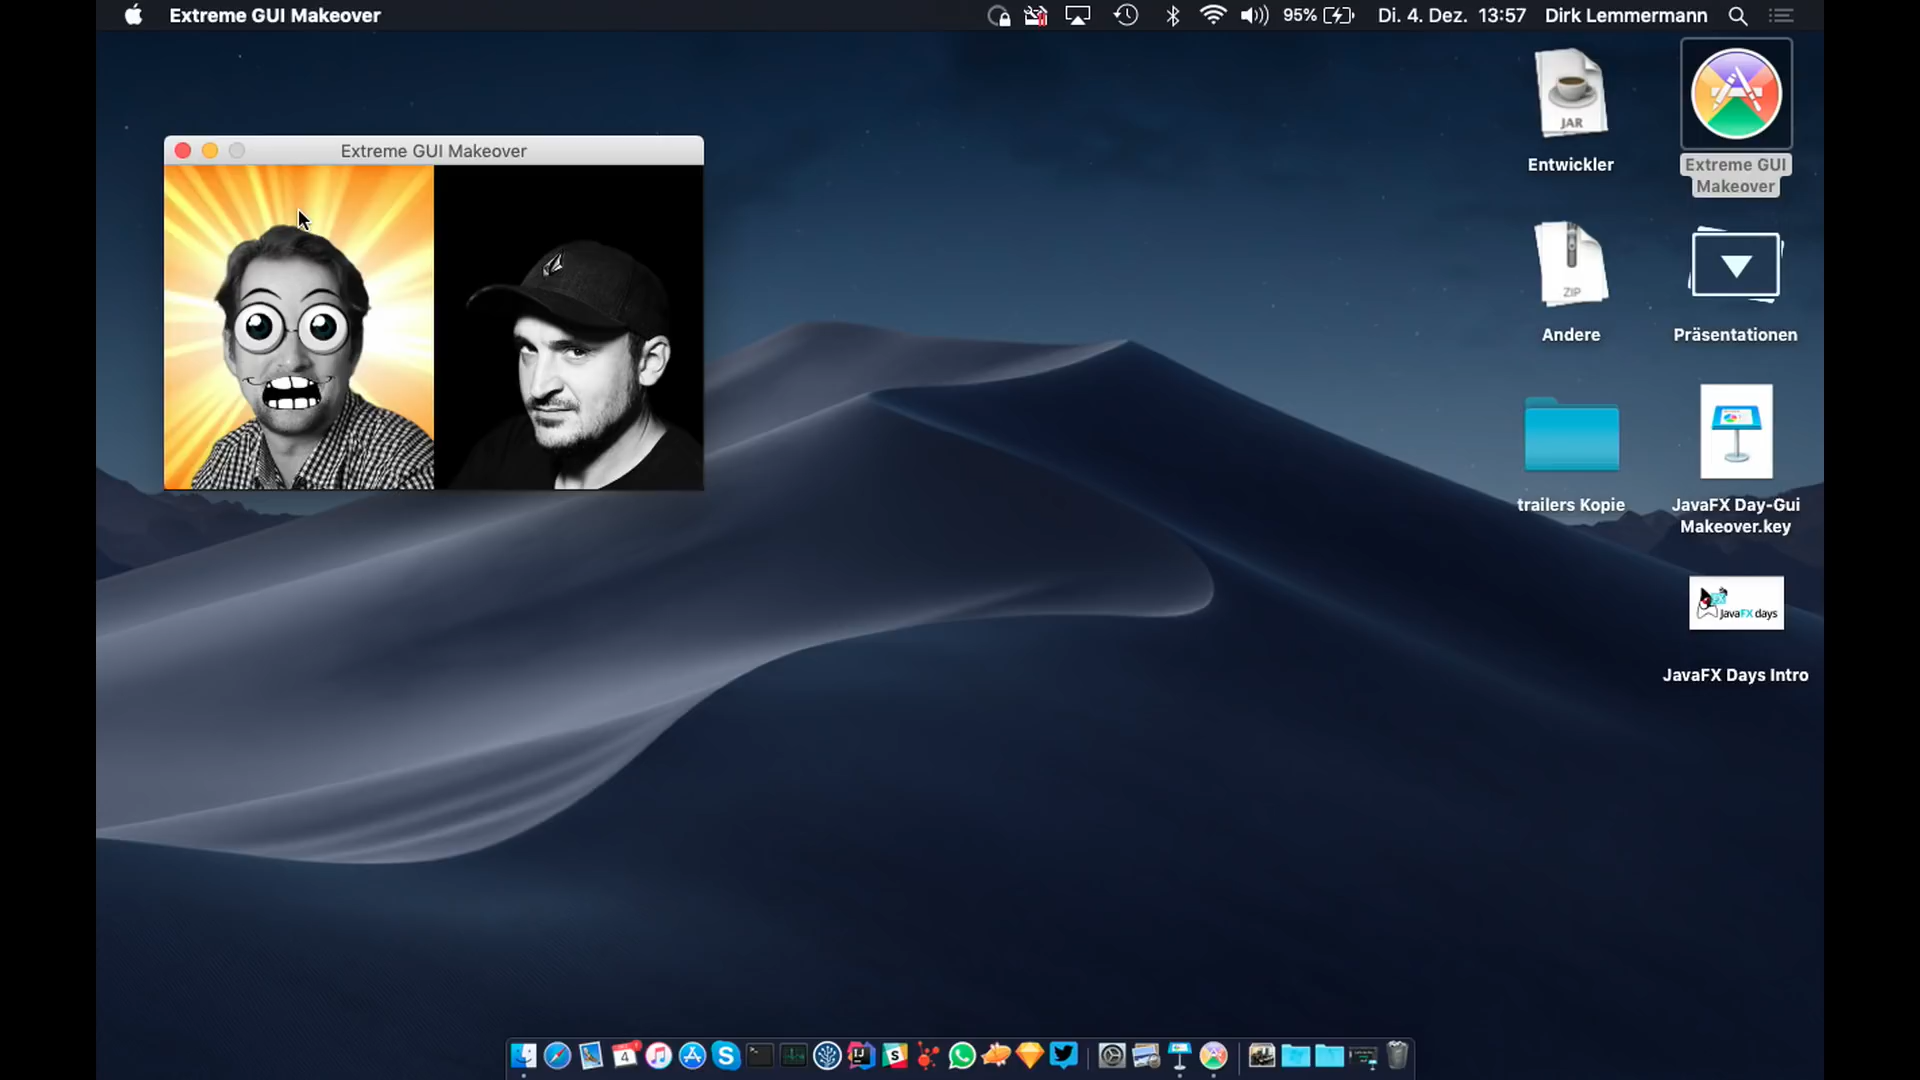 Extreme GUI Makeover
95%
Di. 4. Dez. 13:57
Dirk Lemmermann
Extreme GUI Makeover
JAR
Entwickler
Extreme GUI
Makeover
ZIP
Andere
Präsentationen
trailers Kopie
JavaFX Day-Gui
Makeover.key
JavaFX days
JavaFX Days Intro
4